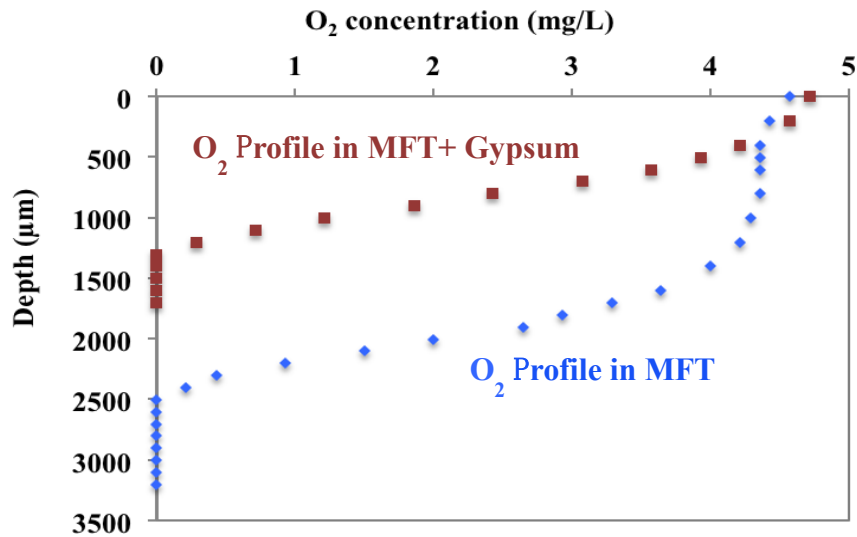 O₂ concentration (mg/L)
0 1 2 3 4 5
0
500
1000
1500
2000
2500
3000
3500
Depth (µm)
O₂ Profile in MFT+ Gypsum
O₂ Profile in MFT